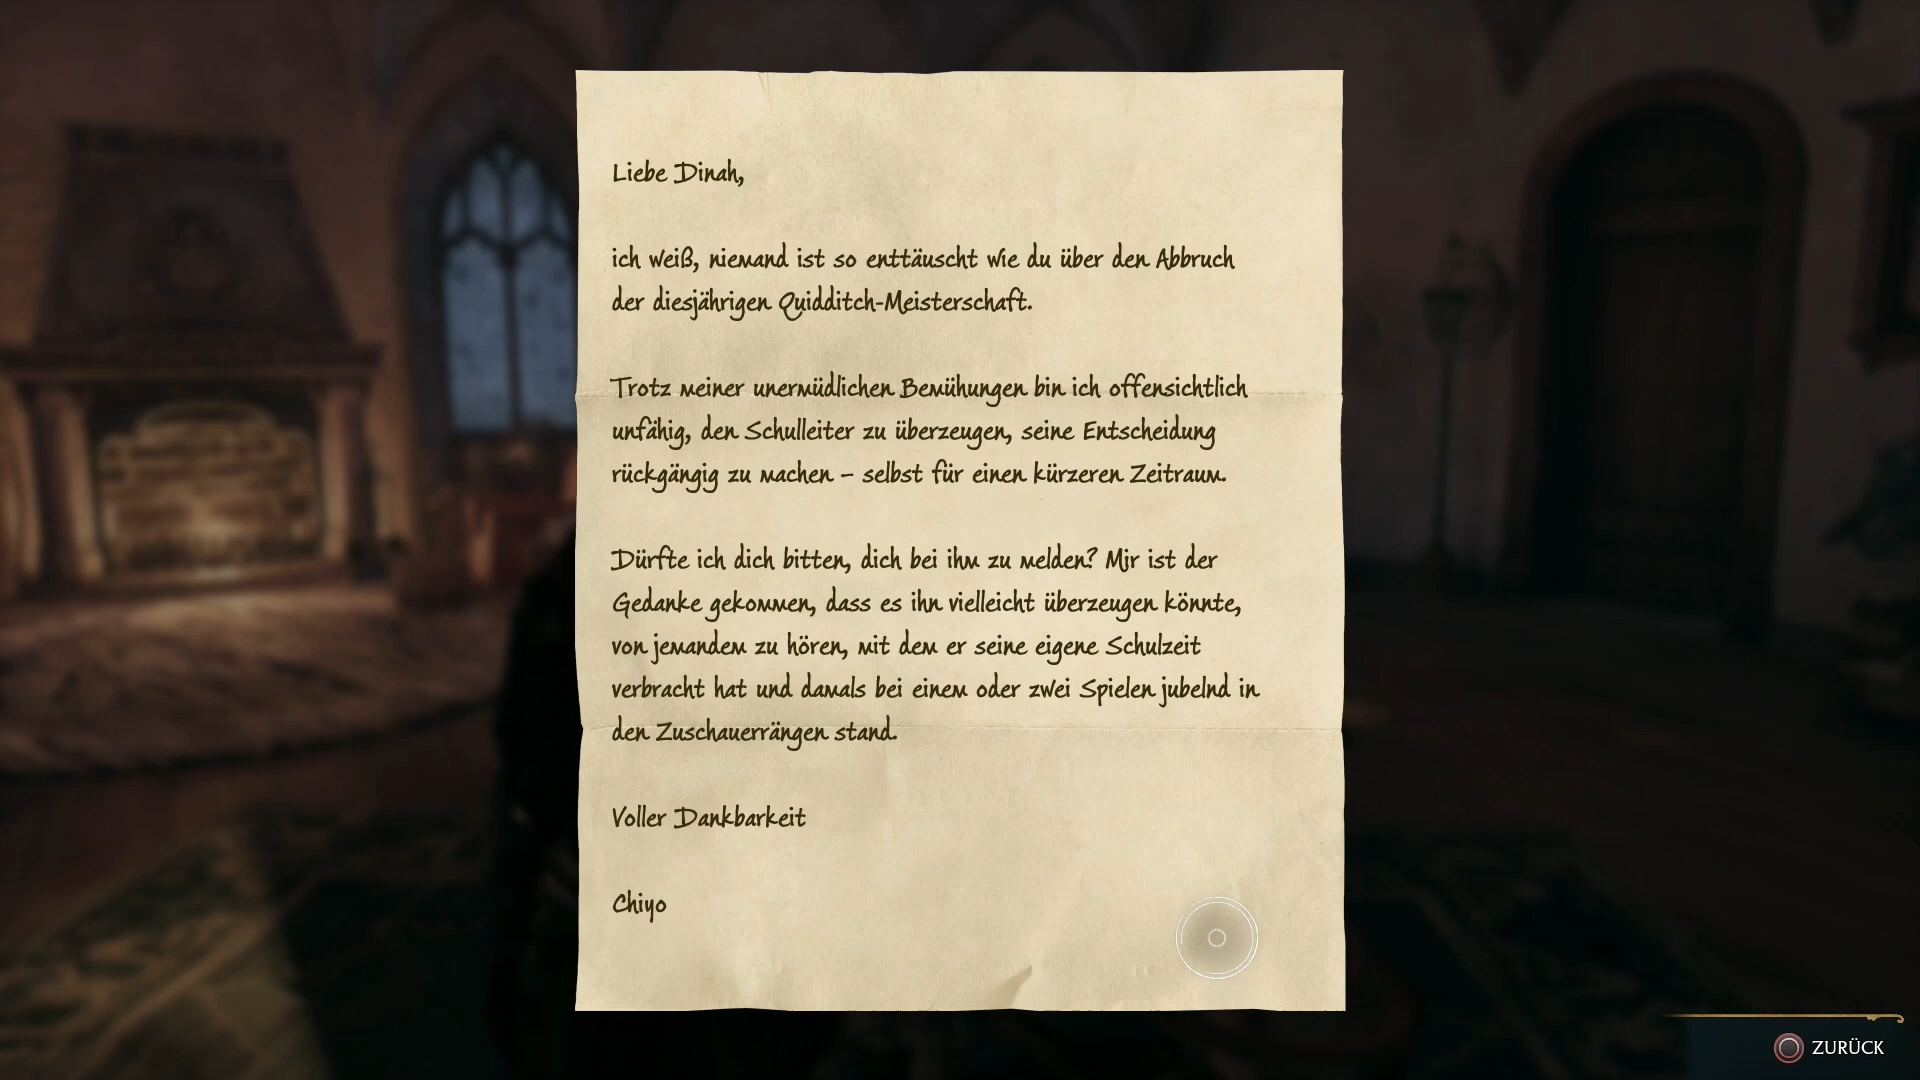 Liebe Dinah,
ich weiß, niemand ist so enttäuscht wie du über den Abbruch
der diesjährigen Quidditch-Meisterschaft.
Trotz meiner unermüdlichen Bemühungen bin ich offensichtlich
unfähig, den Schulleiter zu überzeugen, seine Entscheidung
rückgängig zu machen – selbst für einen kürzeren Zeitraum.
Dürfte ich dich bitten, dich bei ihm zu melden? Mir ist der
Gedanke gekommen, dass es ihn vielleicht überzeugen könnte,
von jemandem zu hören, mit dem er seine eigene Schulzeit
verbracht hat und damals bei einem oder zwei Spielen jubelnd in
den Zuschauerrängen stand.
Voller Dankbarkeit
Chiyo
ZURÜCK